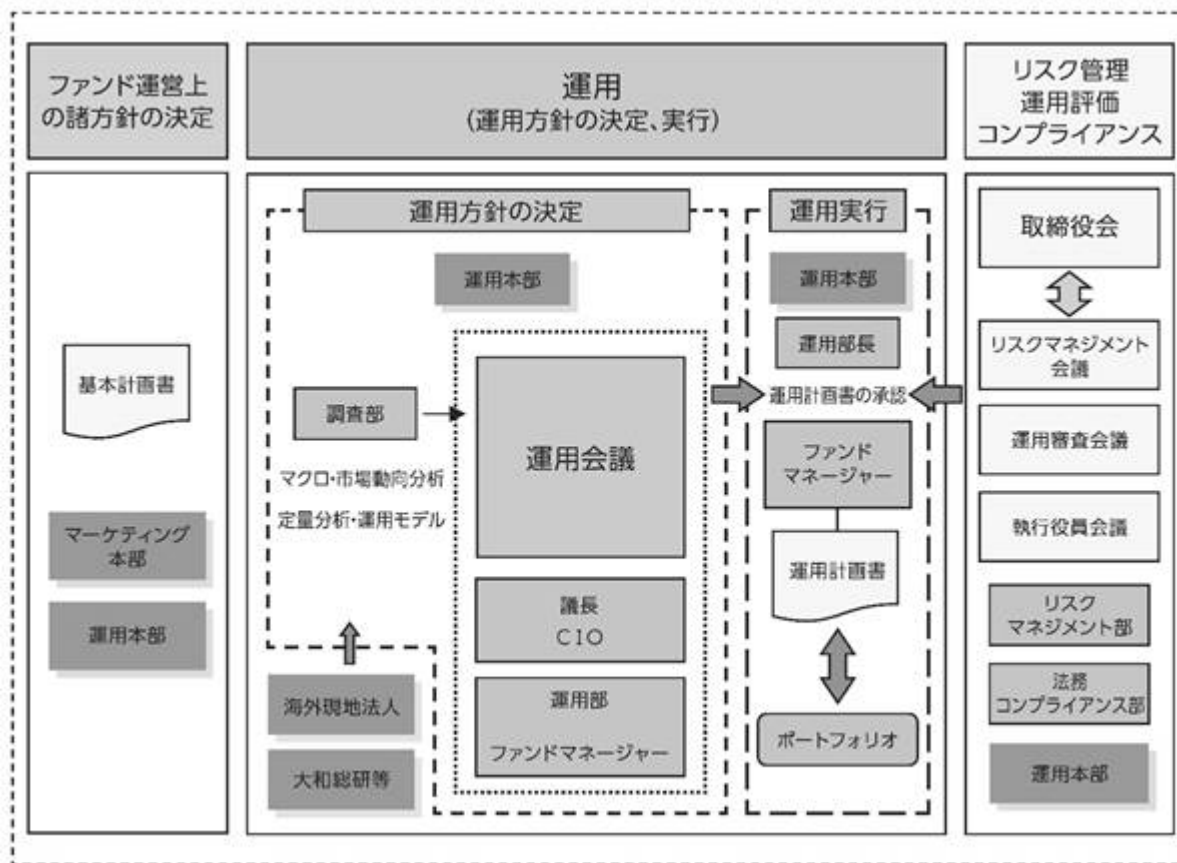 ファンド運営上
の諸方針の決定
運用
(運用方針の決定、実行)
リスク管理
運用評価
コンプライアンス
基本計画書
マーケティング
本部
運用本部
運用方針の決定
運用本部
調査部
マクロ・市場動向分析
定量分析・運用モデル
運用会議
議長
CIO
運用部
ファンドマネージャー
海外現地法人
大和総研等
運用実行
運用本部
運用部長
運用計画書の承認
ファンド
マネージャー
運用計画書
ポートフォリオ
取締役会
リスクマネジメント
会議
運用審査会議
執行役員会議
リスク
マネジメント部
法務
コンプライアンス部
運用本部